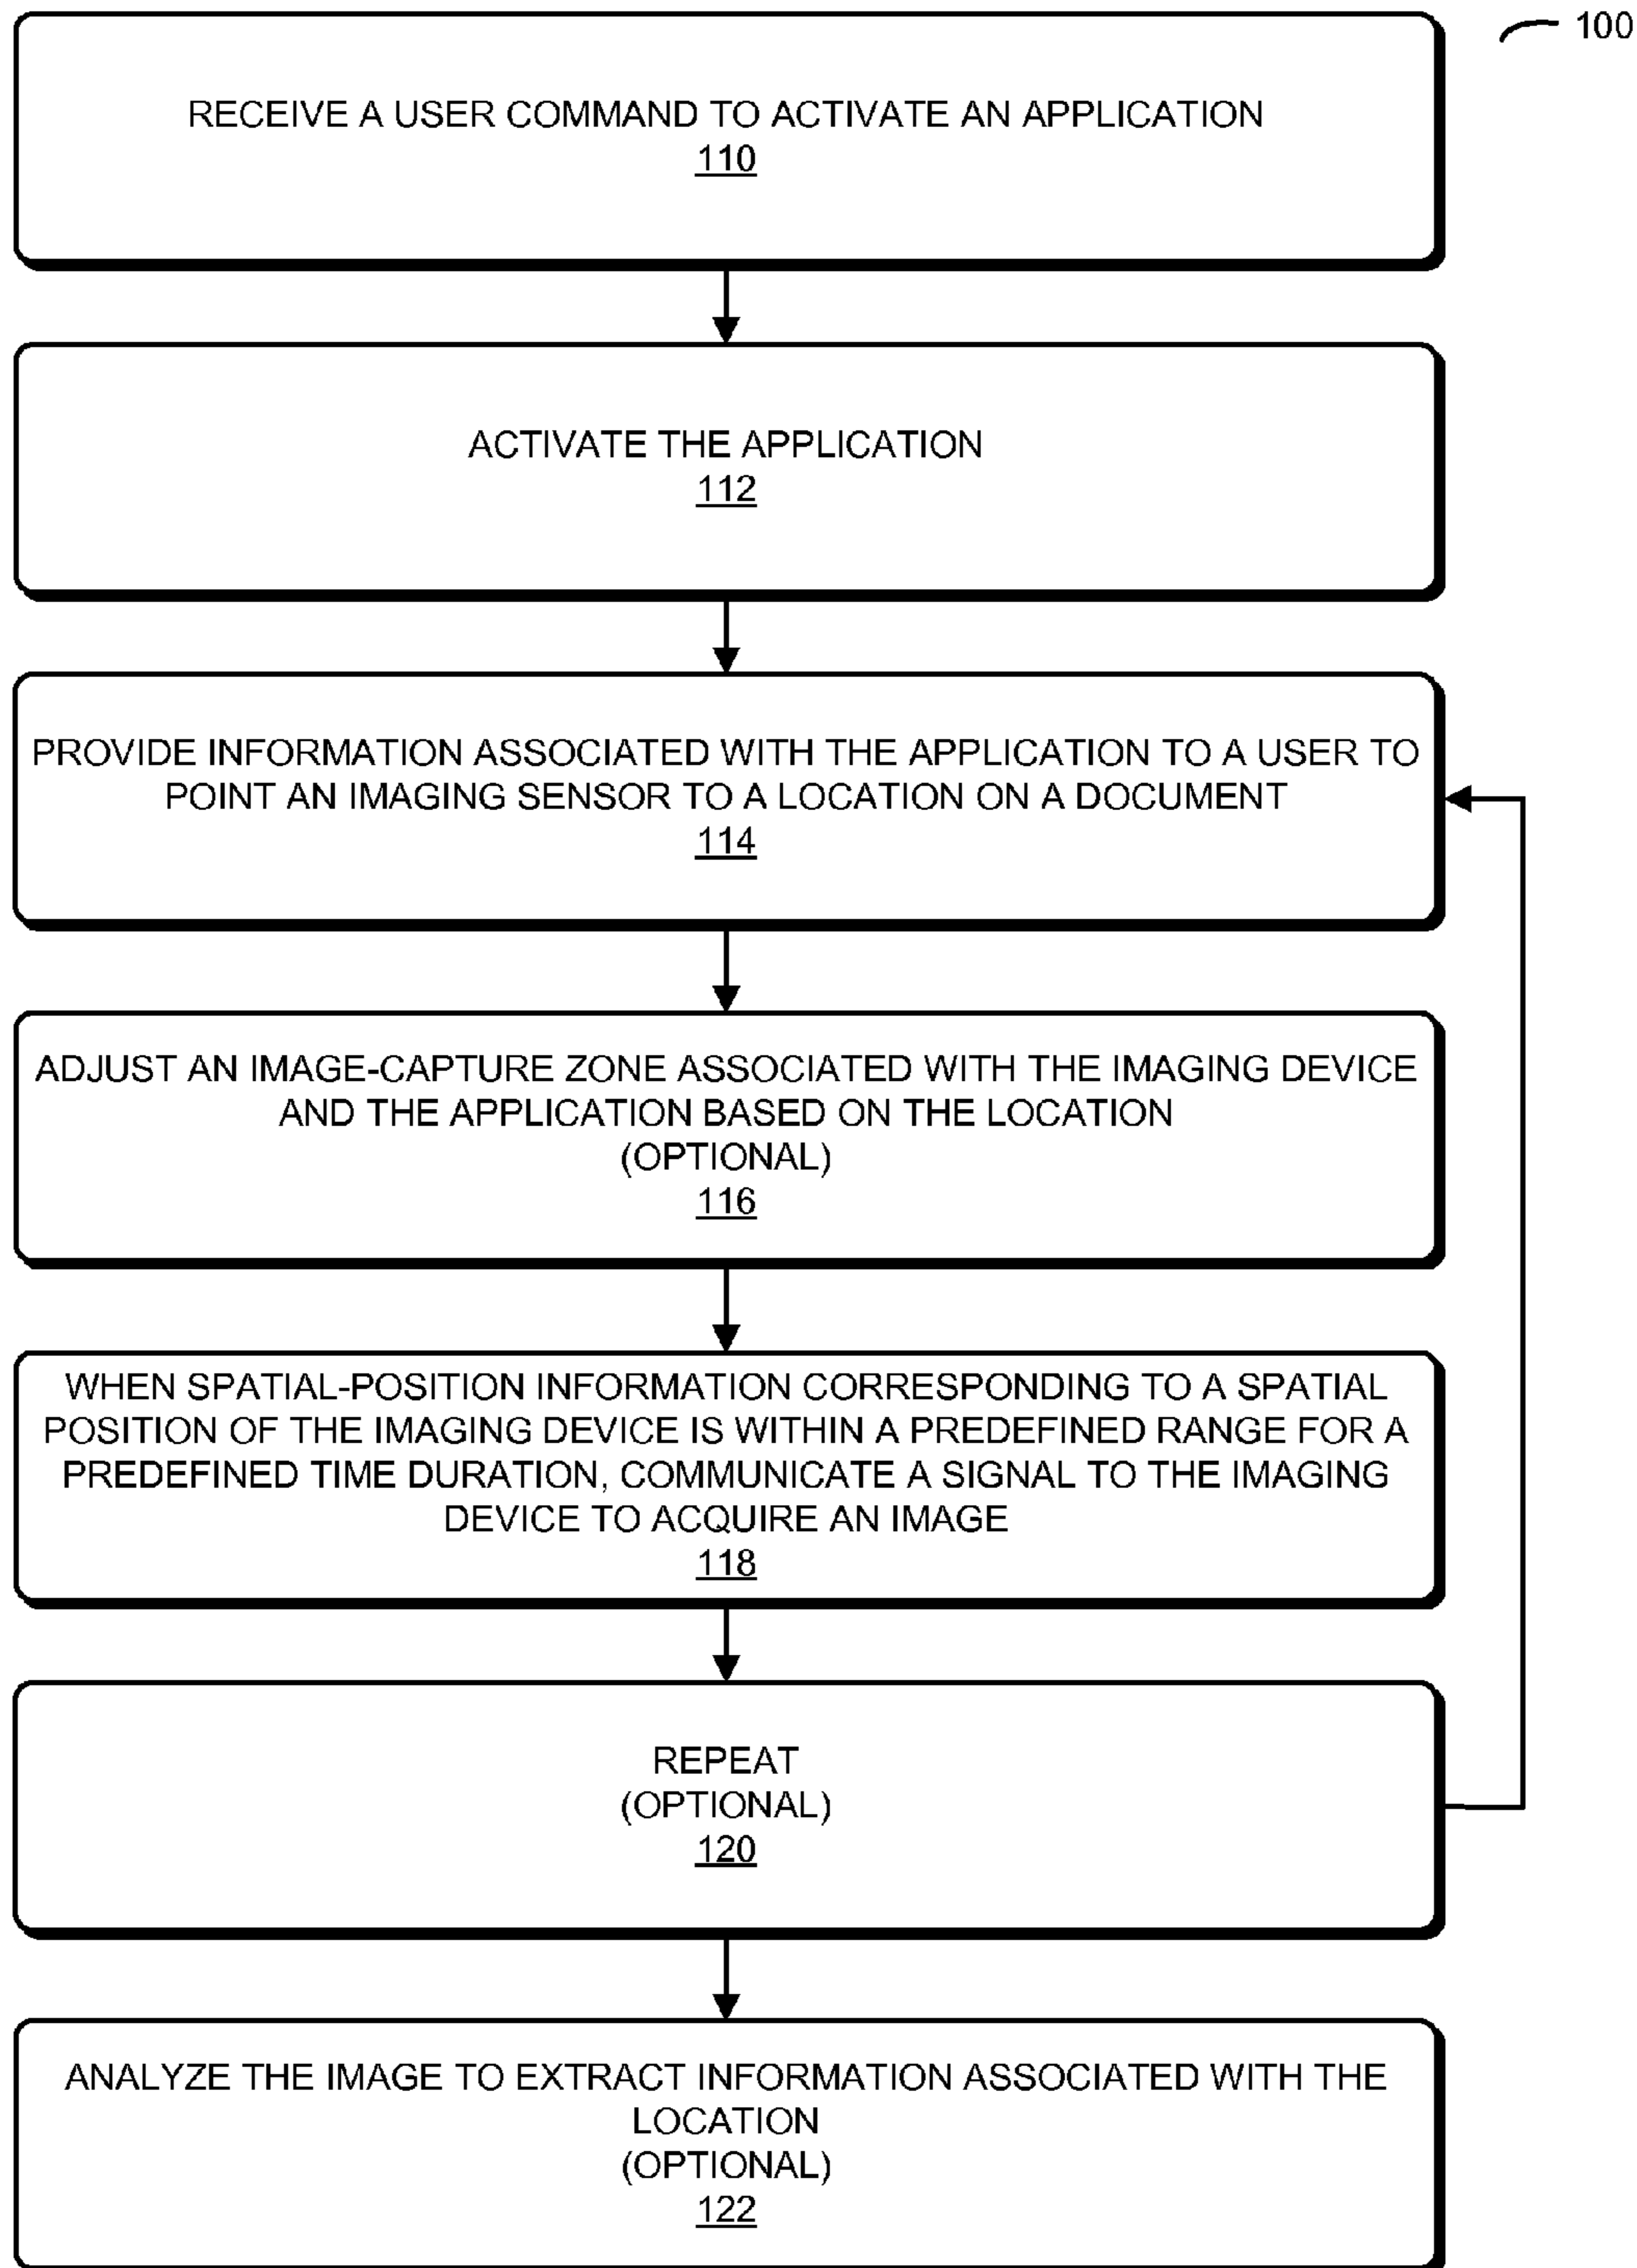 100
RECEIVE A USER COMMAND TO ACTIVATE AN APPLICATION
110
ACTIVATE THE APPLICATION
112
PROVIDE INFORMATION ASSOCIATED WITH THE APPLICATION TO A USER TO
POINT AN IMAGING SENSOR TO A LOCATION ON A DOCUMENT
114
ADJUST AN IMAGE-CAPTURE ZONE ASSOCIATED WITH THE IMAGING DEVICE
AND THE APPLICATION BASED ON THE LOCATION
(OPTIONAL)
116
WHEN SPATIAL-POSITION INFORMATION CORRESPONDING TO A SPATIAL
POSITION OF THE IMAGING DEVICE IS WITHIN A PREDEFINED RANGE FOR A
PREDEFINED TIME DURATION, COMMUNICATE A SIGNAL TO THE IMAGING
DEVICE TO ACQUIRE AN IMAGE
118
REPEAT
(OPTIONAL)
120
ANALYZE THE IMAGE TO EXTRACT INFORMATION ASSOCIATED WITH THE
LOCATION
(OPTIONAL)
122